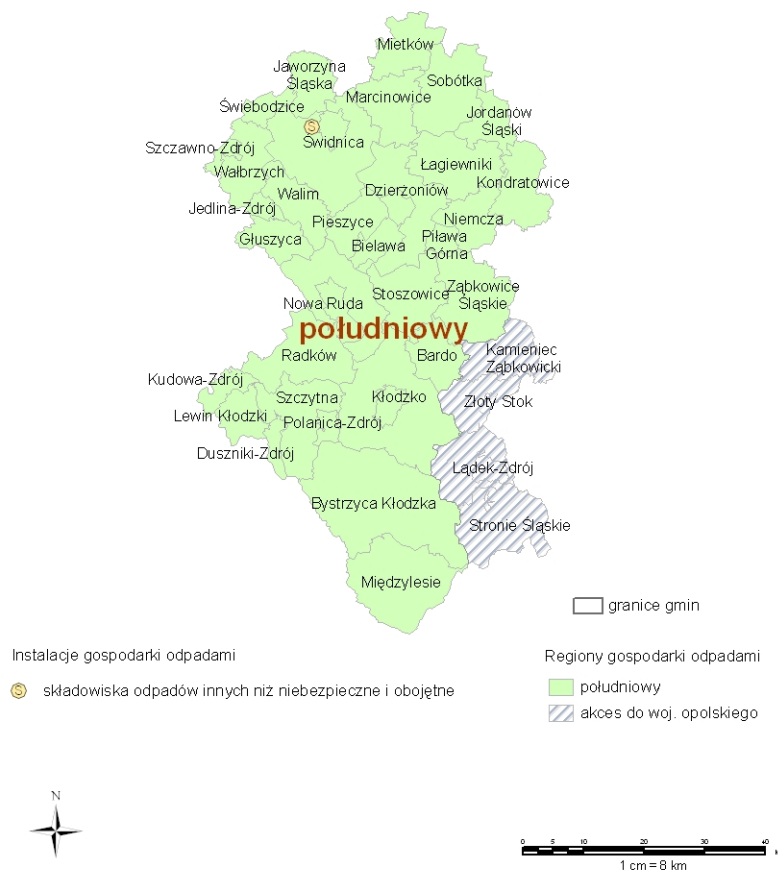 Mietków
Jaworzyna
Śląska
Sobótka
Marcinowice
Świebodzice
Jordanów
Śląski
S
Świdnica
Szczawno-Zdrój
Łagiewniki
Wałbrzych
Kondratowice
Dzierżoniów
Walim
Jedlina-Zdrój
Pieszyce
Niemcza
Głuszyca
Bielawa
Piława
Górna
Ząbkowice
Śląskie
Stoszowice
Nowa Ruda
południowy
Kamieniec
Ząbkowicki
Radków
Bardo
Kudowa-Zdrój
Szczytna
Kłodzko
Złoty Stok
Lewin Kłodzki
Polanica-Zdrój
Duszniki-Zdrój
Lądek-Zdrój
Bystrzyca Kłodzka
Stronie Śląskie
Międzylesie
granice gmin
Instalacje gospodarki odpadami
S składowiska odpadów innych niż niebezpieczne i obojętne
Regiony gospodarki odpadami
południowy
akces do woj. opolskiego
N
0 5 10 20 30 40
1 cm = 8 km